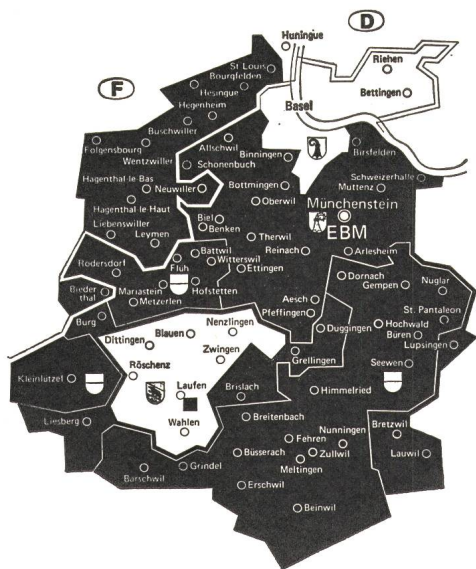 D
Huningue
F
St. Louis
Bourgfelden
Hésingue
Hegenheim
Riehen
Bettingen
Basel
Buschwiller
Folgensbourg
Wentzwiller
Allschwil
Schönenbuch
Binningen
Birsfelden
Schweizerhalle
Muttenz
Hagenthal-le-Bas
Neuwiller
Bottmingen
Oberwil
Münchenstein
EBM
Hagenthal-le-Haut
Liebenswiller
Leymen
Biel
Benken
Therwil
Reinach
Arlesheim
Rodersdorf
Bättwil
Flüh
Witterswil
Ettingen
Dornach
Gempen
Nuglar
Biederthal
Mariastein
Metzerlen
Hofstetten
Aesch
Pfeffingen
St. Pantaleon
Burg
Nenzlingen
Blauen
Dittingen
Duggingen
Hochwald
Büren
Lupsingen
Zwingen
Grellingen
Seewen
Kleinlützel
Röschenz
Laufen
Brislach
Himmelried
Liesberg
Wahlen
Breitenbach
Bretzwil
Fehren
Nunningen
Lauwil
Bärschwil
Grindel
Büsserach
Zullwil
Meltingen
Erschwil
Beinwil